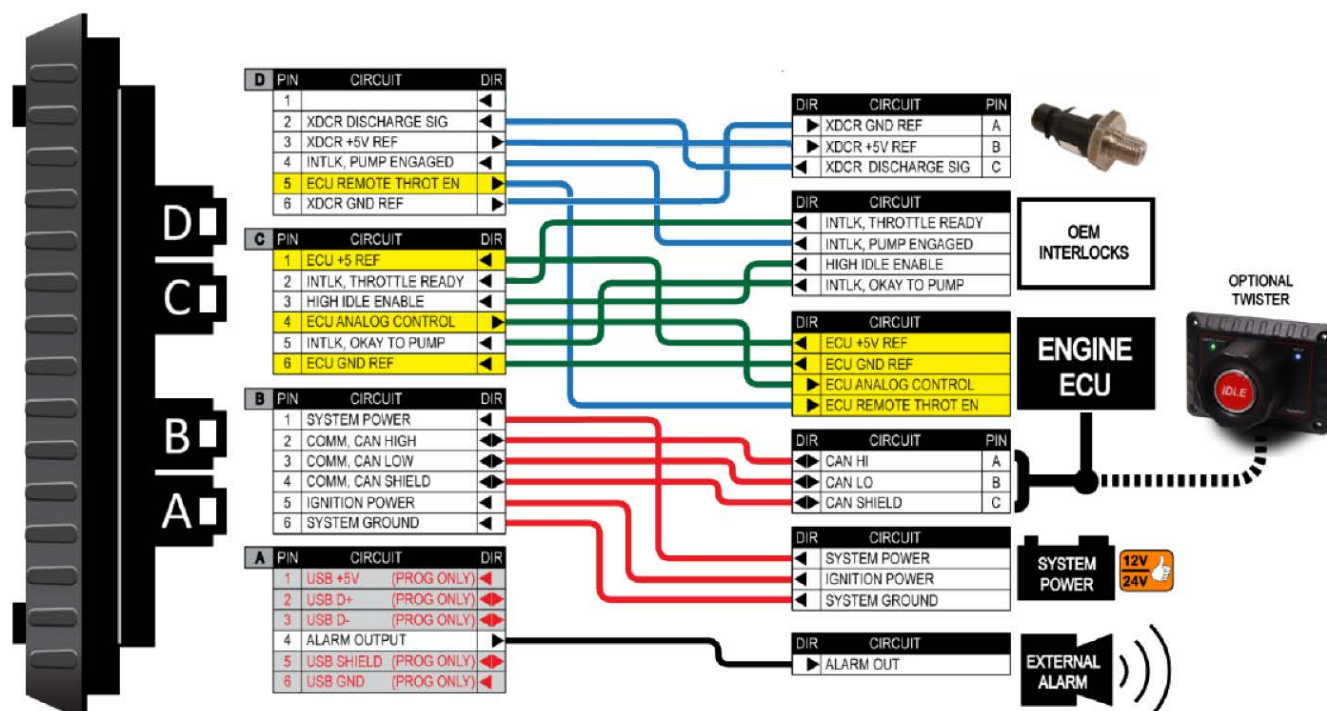 D PIN CIRCUIT DIR
1
2 XDCR DISCHARGE SIG
3 XDCR +5V REF
4 INTLK, PUMP ENGAGED
5 ECU REMOTE THROT EN
6 XDCR GND REF
C PIN CIRCUIT DIR
1 ECU +5 REF
2 INTLK, THROTTLE READY
3 HIGH IDLE ENABLE
4 ECU ANALOG CONTROL
5 INTLK, OKAY TO PUMP
6 ECU GND REF
B PIN CIRCUIT DIR
1 SYSTEM POWER
2 COMM, CAN HIGH
3 COMM, CAN LOW
4 COMM, CAN SHIELD
5 IGNITION POWER
6 SYSTEM GROUND
A PIN CIRCUIT DIR
1 USB +5V (PROG ONLY)
2 USB D+ (PROG ONLY)
3 USB D- (PROG ONLY)
4 ALARM OUTPUT
5 USB SHIELD (PROG ONLY)
6 USB GND (PROG ONLY)
D
C
B
A
DIR CIRCUIT PIN
XDCR GND REF A
XDCR +5V REF B
XDCR DISCHARGE SIG C
DIR CIRCUIT
INTLK, THROTTLE READY
INTLK, PUMP ENGAGED
HIGH IDLE ENABLE
INTLK, OKAY TO PUMP
OEM
INTERLOCKS
DIR CIRCUIT
ECU +5V REF
ECU GND REF
ECU ANALOG CONTROL
ECU REMOTE THROT EN
ENGINE
ECU
OPTIONAL
TWISTER
IDLE
DIR CIRCUIT PIN
CAN HI A
CAN LO B
CAN SHIELD C
DIR CIRCUIT
SYSTEM POWER
IGNITION POWER
SYSTEM GROUND
SYSTEM
POWER
12V
24V
DIR CIRCUIT
ALARM OUT
EXTERNAL
ALARM